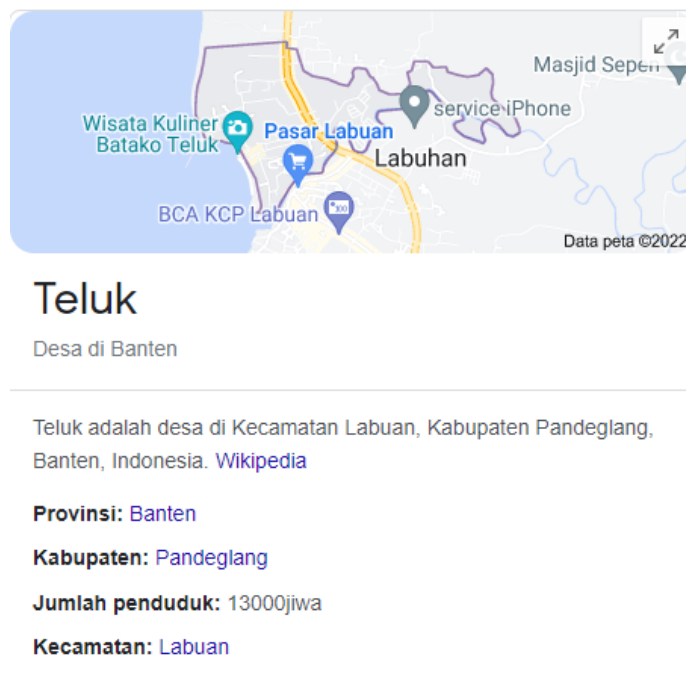 Masjid Sepen
service iPhone
Wisata Kuliner
Batako Teluk
Pasar Labuan
Labuhan
BCA KCP Labuan
Data peta ©2022
Teluk
Desa di Banten
Teluk adalah desa di Kecamatan Labuan, Kabupaten Pandeglang,
Banten, Indonesia. Wikipedia
Provinsi: Banten
Kabupaten: Pandeglang
Jumlah penduduk: 13000jiwa
Kecamatan: Labuan